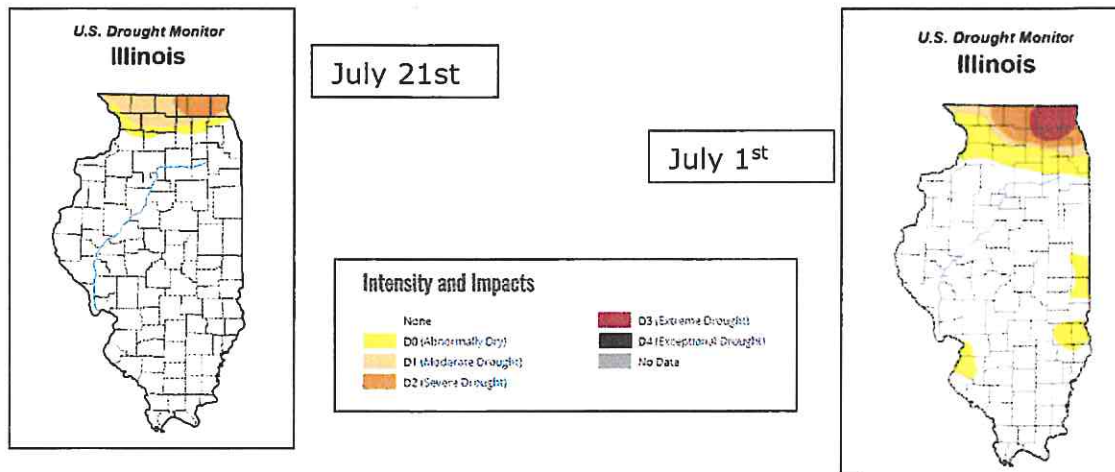 U.S. Drought Monitor
Illinois
July 21st
U.S. Drought Monitor
Illinois
July 1st
Intensity and Impacts
None
D0 (Abnormally Dry)
D1 (Moderate Drought)
D2 (Severe Drought)
D3 (Extreme Drought)
D4 (Exceptional Drought)
No Data